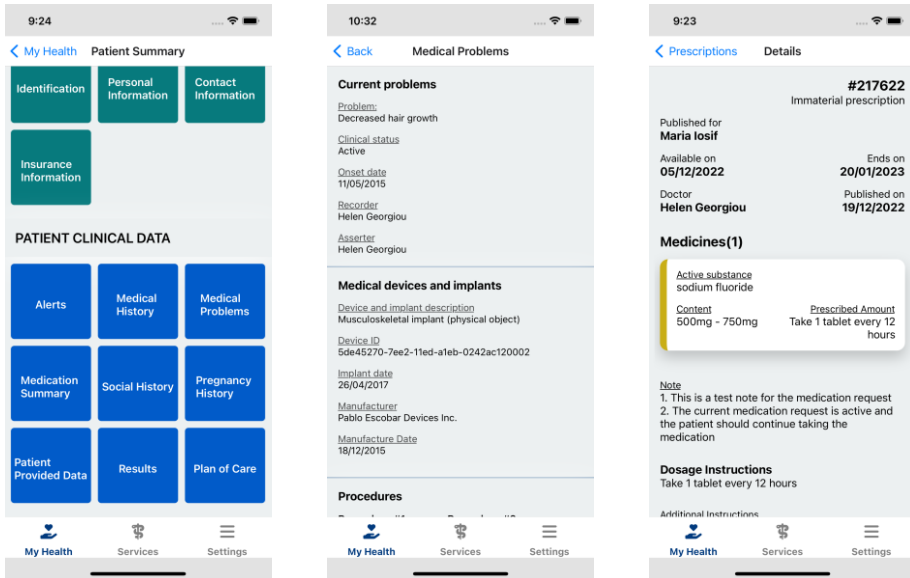 9:24
My Health
Patient Summary
Identification
Personal
Information
Contact
Information
Insurance
Information
PATIENT CLINICAL DATA
Alerts
Medical
History
Medical
Problems
Medication
Summary
Social History
Pregnancy
History
Patient
Provided Data
Results
Plan of Care
My Health
Services
Settings
10:32
Back
Medical Problems
Current problems
Problem:
Decreased hair growth
Clinical status
Active
Onset date
11/05/2015
Recorder
Helen Georgiou
Asserter
Helen Georgiou
Medical devices and implants
Device and implant description
Musculoskeletal implant (physical object)
Device ID
5de45270-7ee2-11ed-a1eb-0242ac120002
Implant date
26/04/2017
Manufacturer
Pablo Escobar Devices Inc.
Manufacture Date
18/12/2015
Procedures
My Health
Services
Settings
9:23
Prescriptions
Details
#217622
Immaterial prescription
Published for
Maria Iosif
Available on
Ends on
05/12/2022
20/01/2023
Doctor
Published on
Helen Georgiou
19/12/2022
Medicines(1)
Active substance
sodium fluoride
Content
Prescribed Amount
500mg - 750mg
Take 1 tablet every 12
hours
Note
1. This is a test note for the medication request
2. The current medication request is active and
the patient should continue taking the
medication
Dosage Instructions
Take 1 tablet every 12 hours
Additional Instructions
My Health
Services
Settings